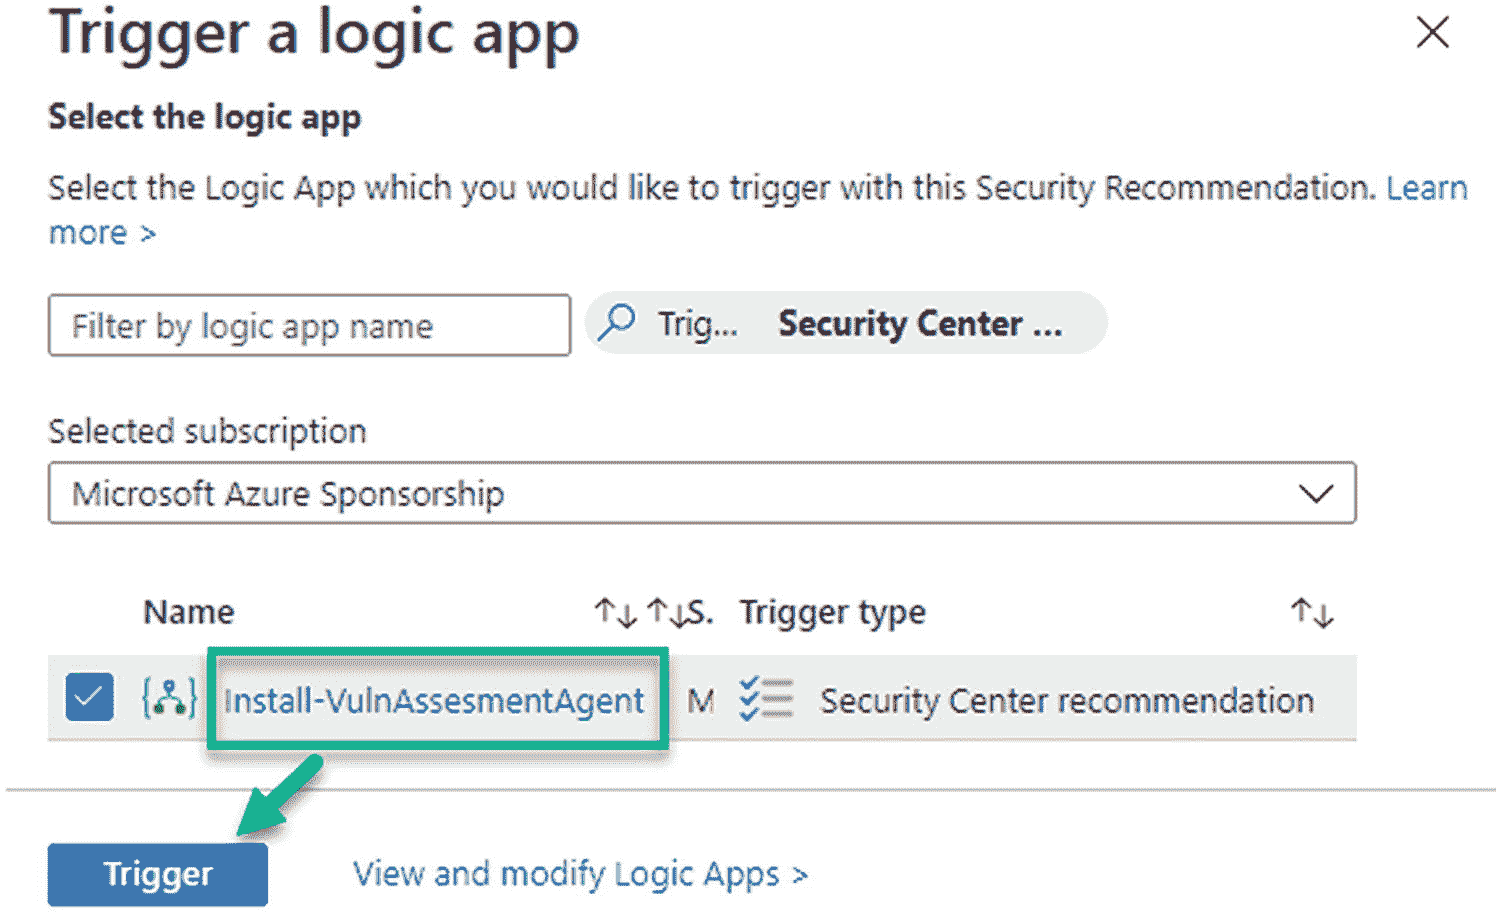 Trigger a logic app
Select the logic app
Select the Logic App which you would like to trigger with this Security Recommendation. Learn
more >
Filter by logic app name Trig... Security Center ...
Selected subscription
Microsoft Azure Sponsorship
Name ↑↓ ↑↓S. Trigger type ↑↓
Install-VulnAssesmentAgent M Security Center recommendation
Trigger View and modify Logic Apps >